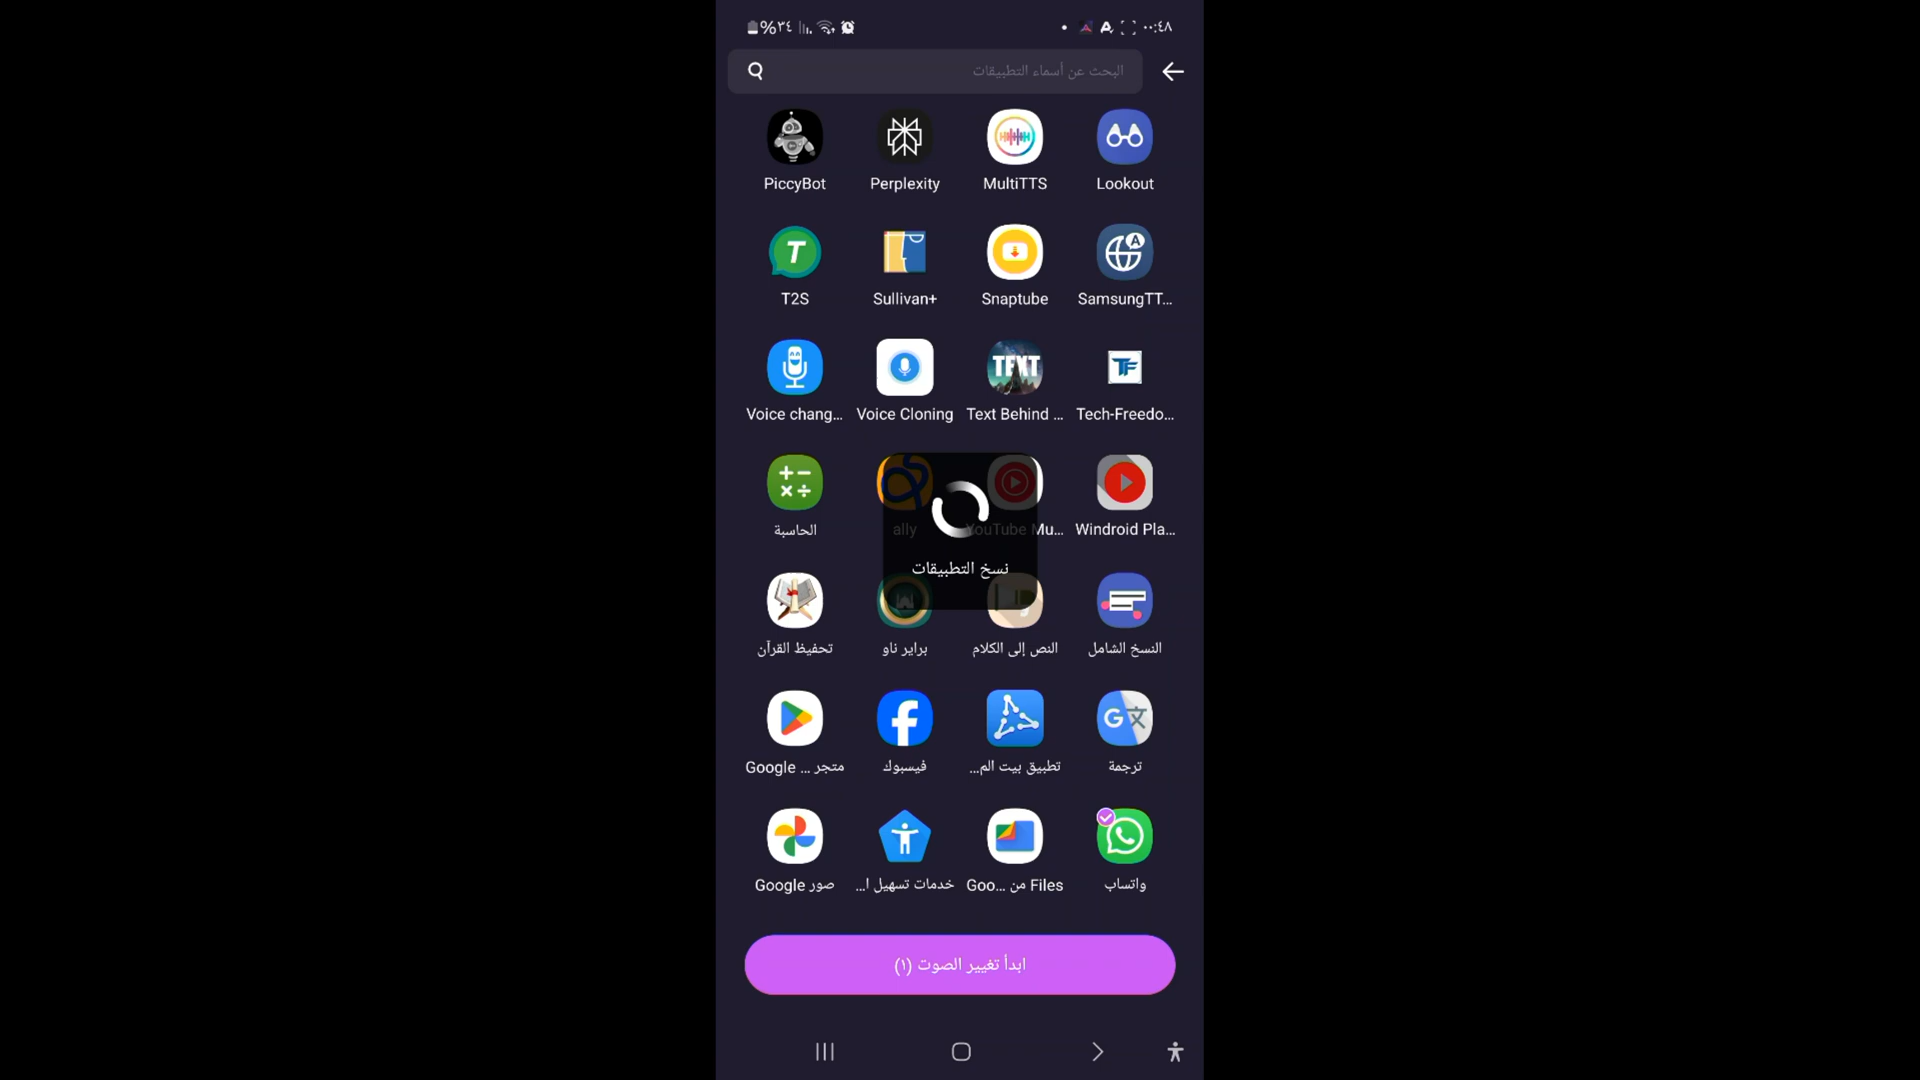 ٠٠:٤٨
%٣٤
البحث عن أسماء التطبيقات
Lookout
MultiTTS
Perplexity
PiccyBot
SamsungTT...
Snaptube
Sullivan+
T2S
Tech-Freedo...
Text Behind ...
Voice Cloning
Voice chang...
Windroid Pla...
YouTube Mu...
ally
الحاسبة
نسخ التطبيقات
النسخ الشامل
النص إلى الكلام
براير ناو
تحفيظ القرآن
ترجمة
تطبيق بيت الم...
فيسبوك
متجر Google ...
واتساب
Files من Goo...
خدمات تسهيل ا...
صور Google
ابدأ تغيير الصوت (١)